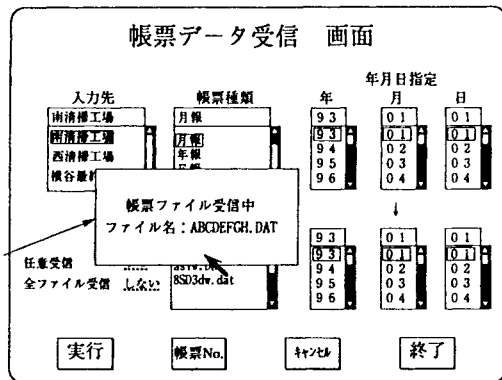 帳票データ受信 画面
年月日指定
入力先 帳票種類 年 月 日
南清掃工場 月報 93 01 01
南清掃工場 月報 93 01 01
西清掃工場 年報 94 02 02
横谷最 95 03 03
96 04 04
帳票ファイル受信中
ファイル名:ABCDEFGH.DAT
↓
93 01 01
93 01 01
任意受信 94 02 02
全ファイル受信 しない 8SD3dw.dat 95 03 03
96 04 04
実行 帳票No. キャンセル 終了